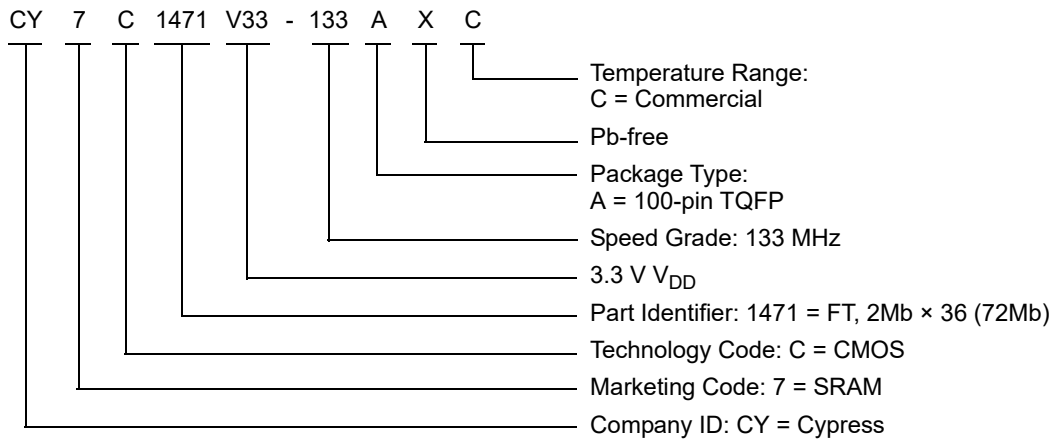 CY 7 C 1471 V33 - 133 A X C
Temperature Range:
C = Commercial
Pb-free
Package Type:
A = 100-pin TQFP
Speed Grade: 133 MHz
3.3 V VDD
Part Identifier: 1471 = FT, 2Mb × 36 (72Mb)
Technology Code: C = CMOS
Marketing Code: 7 = SRAM
Company ID: CY = Cypress